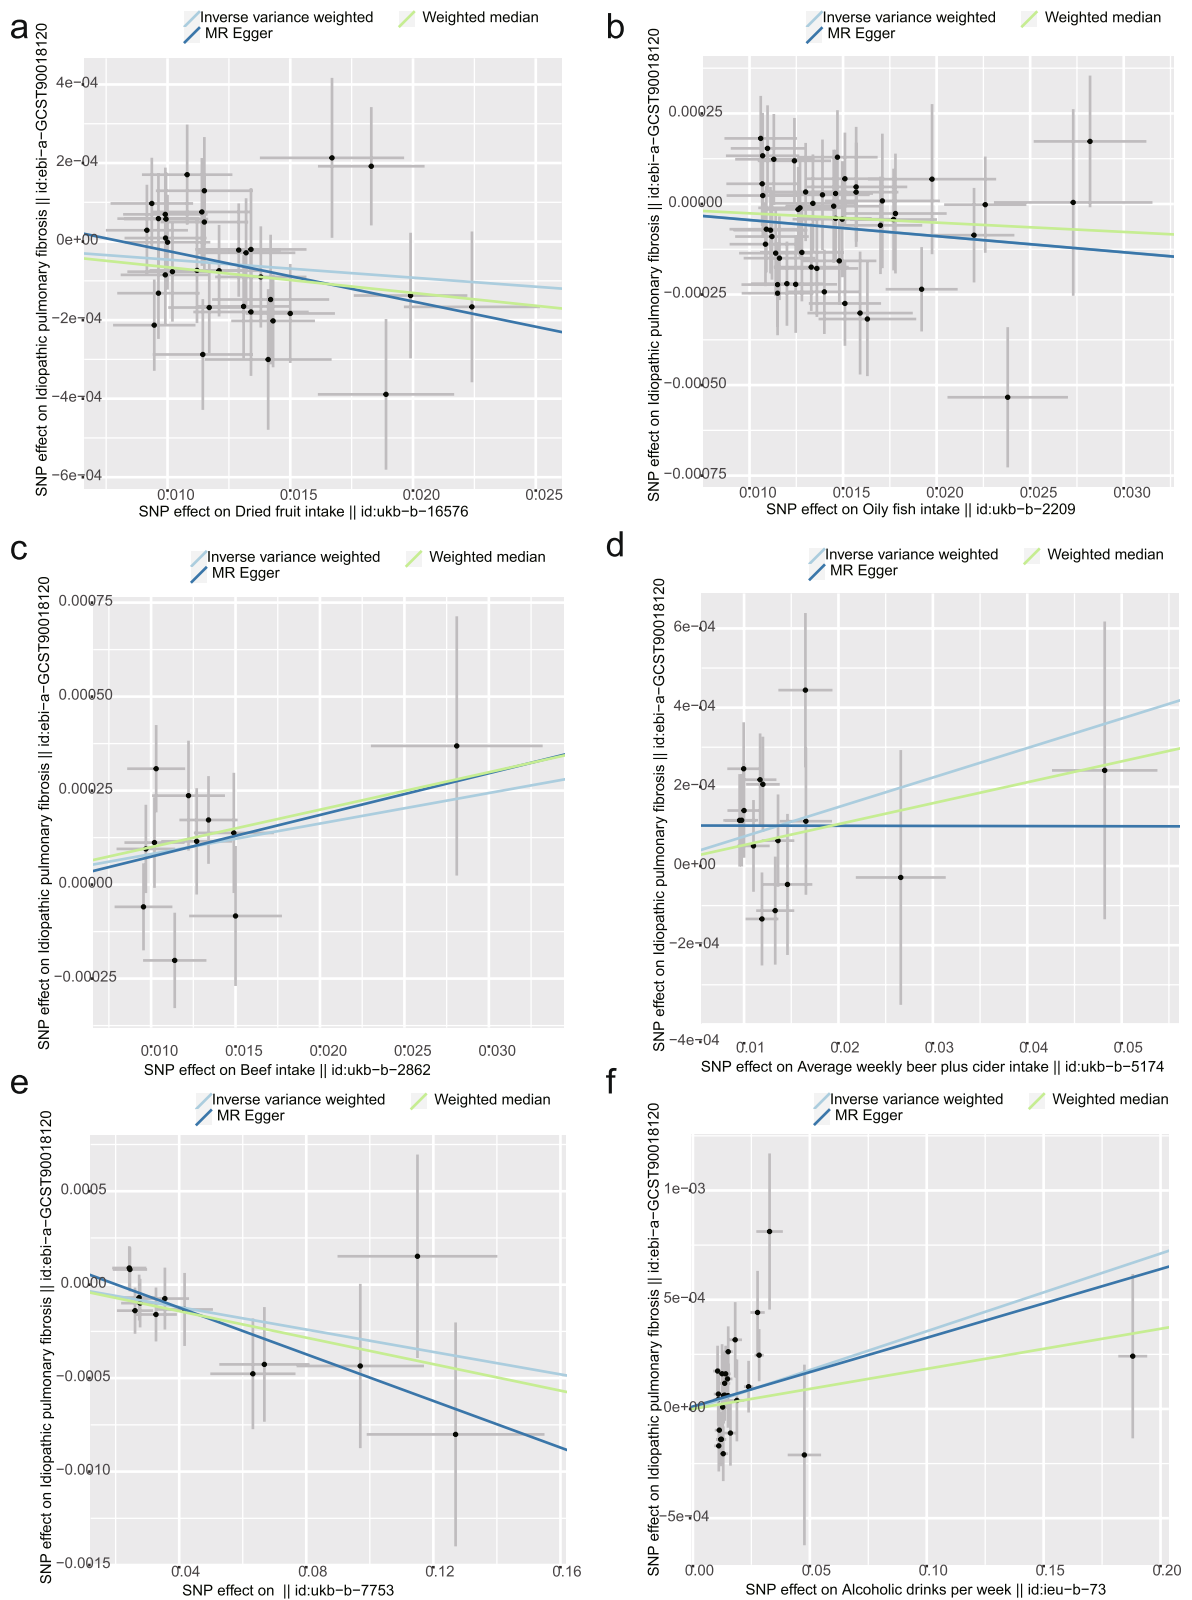 a
Inverse variance weighted
Weighted median
MR Egger
SNP effect on Idiopathic pulmonary fibrosis || id:ebi−a−GCST90018120
4e−04
2e−04
0e+00
−2e−04
−4e−04
−6e−04
0.010
0.015
0.020
0.025
SNP effect on Dried fruit intake || id:ukb−b−16576
b
Inverse variance weighted
Weighted median
MR Egger
SNP effect on Idiopathic pulmonary fibrosis || id:ebi−a−GCST90018120
0.00025
0.00000
−0.00025
−0.00050
−0.00075
0.010
0.015
0.020
0.025
0.030
SNP effect on Oily fish intake || id:ukb−b−2209
c
Inverse variance weighted
Weighted median
MR Egger
SNP effect on Idiopathic pulmonary fibrosis || id:ebi−a−GCST90018120
0.00075
0.00050
0.00025
0.00000
−0.00025
0.010
0.015
0.020
0.025
0.030
SNP effect on Beef intake || id:ukb−b−2862
d
Inverse variance weighted
Weighted median
MR Egger
SNP effect on Idiopathic pulmonary fibrosis || id:ebi−a−GCST90018120
6e−04
4e−04
2e−04
0e+00
−2e−04
−4e−04
0.01
0.02
0.03
0.04
0.05
SNP effect on Average weekly beer plus cider intake || id:ukb−b−5174
e
Inverse variance weighted
Weighted median
MR Egger
SNP effect on Idiopathic pulmonary fibrosis || id:ebi−a−GCST90018120
0.0005
0.0000
−0.0005
−0.0010
−0.0015
0.04
0.08
0.12
0.16
SNP effect on || id:ukb−b−7753
f
Inverse variance weighted
Weighted median
MR Egger
SNP effect on Idiopathic pulmonary fibrosis || id:ebi−a−GCST90018120
1e−03
5e−04
0e+00
−5e−04
0.00
0.05
0.10
0.15
0.20
SNP effect on Alcoholic drinks per week || id:ieu−b−73